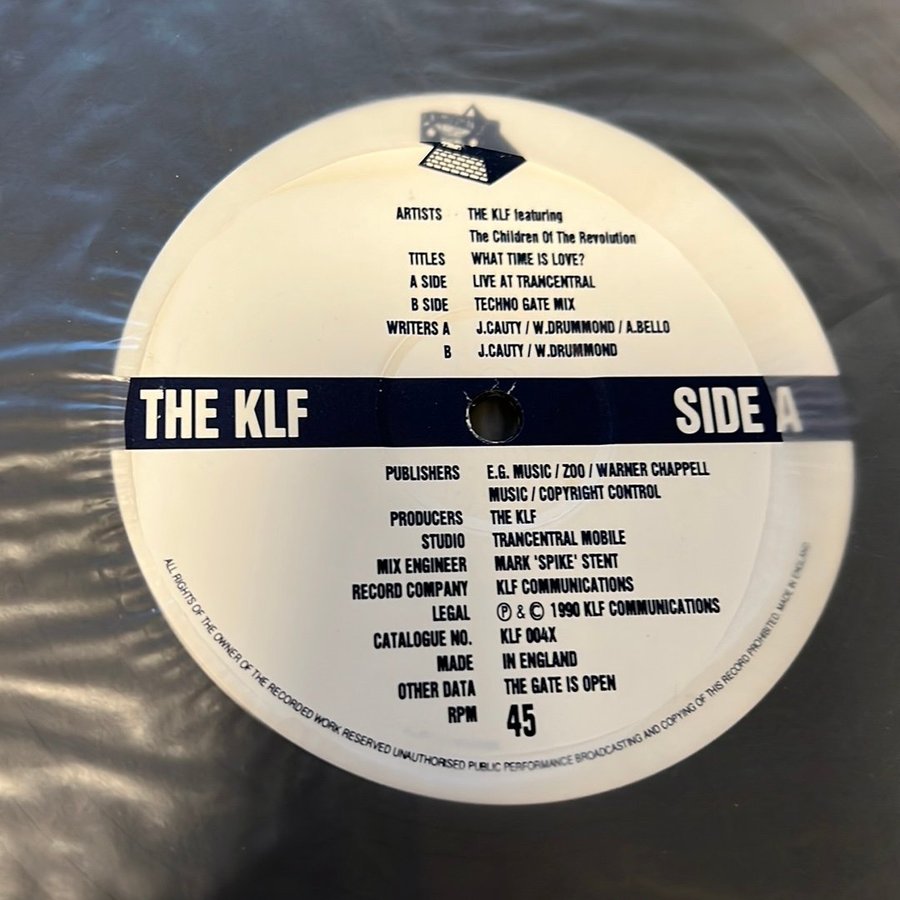 ARTISTS THE KLF featuring
The Children Of The Revolution
TITLES WHAT TIME IS LOVE?
A SIDE LIVE AT TRANCENTRAL
B SIDE TECHNO GATE MIX
WRITERS A J.CAUTY / W.DRUMMOND / A.BELLO
B J.CAUTY / W.DRUMMOND
THE KLF SIDE A
PUBLISHERS E.G. MUSIC / ZOO / WARNER CHAPPELL
MUSIC / COPYRIGHT CONTROL
PRODUCERS THE KLF
STUDIO TRANCENTRAL MOBILE
MIX ENGINEER MARK 'SPIKE' STENT
RECORD COMPANY KLF COMMUNICATIONS
LEGAL ℗ & © 1990 KLF COMMUNICATIONS
CATALOGUE NO. KLF 004X
MADE IN ENGLAND
OTHER DATA THE GATE IS OPEN
RPM 45
ALL RIGHTS OF THE OWNER OF THE RECORDED WORK RESERVED UNAUTHORISED PUBLIC PERFORMANCE BROADCASTING AND COPYING OF THIS RECORD PROHIBITED. MADE IN ENGLAND